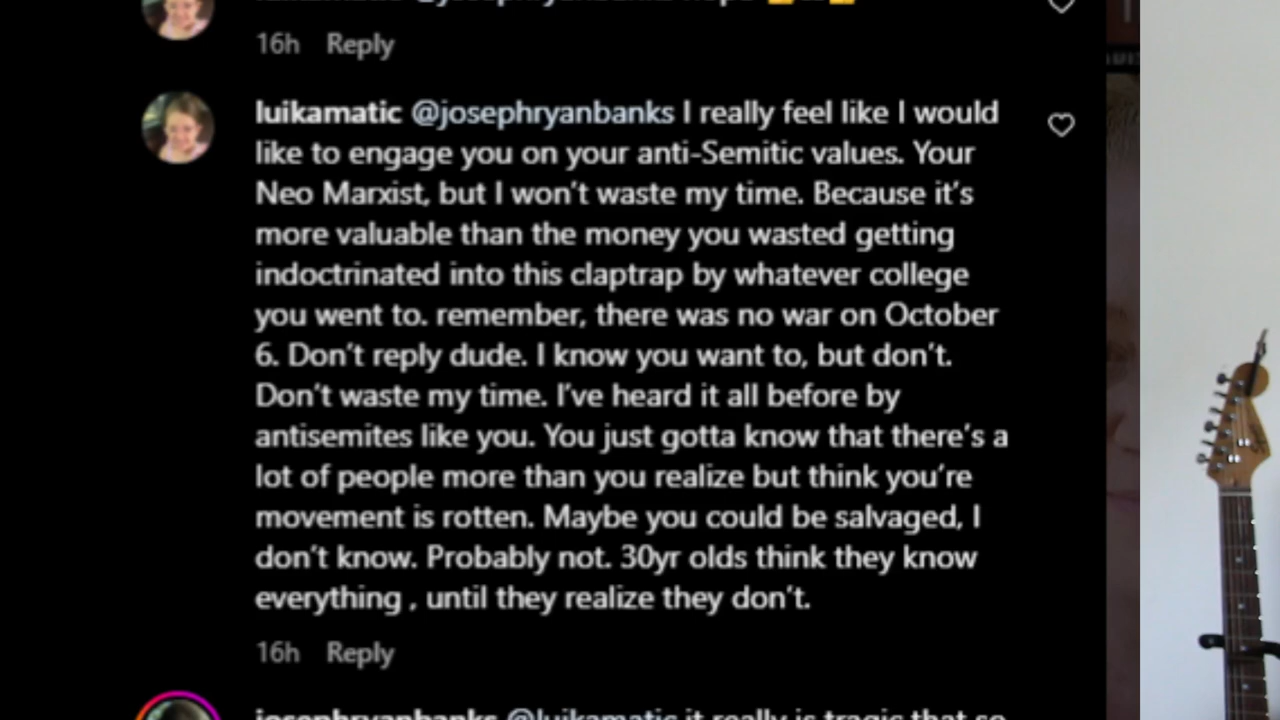 16h Reply
luikamatic @josephryanbanks I really feel like I would
like to engage you on your anti-Semitic values. Your
Neo Marxist, but I won't waste my time. Because it's
more valuable than the money you wasted getting
indoctrinated into this claptrap by whatever college
you went to. remember, there was no war on October
6. Don't reply dude. I know you want to, but don't.
Don't waste my time. I've heard it all before by
antisemites like you. You just gotta know that there's a
lot of people more than you realize but think you're
movement is rotten. Maybe you could be salvaged, I
don't know. Probably not. 30yr olds think they know
everything , until they realize they don't.
16h Reply
josephryanbanks @luikamatic it really is tragic that so